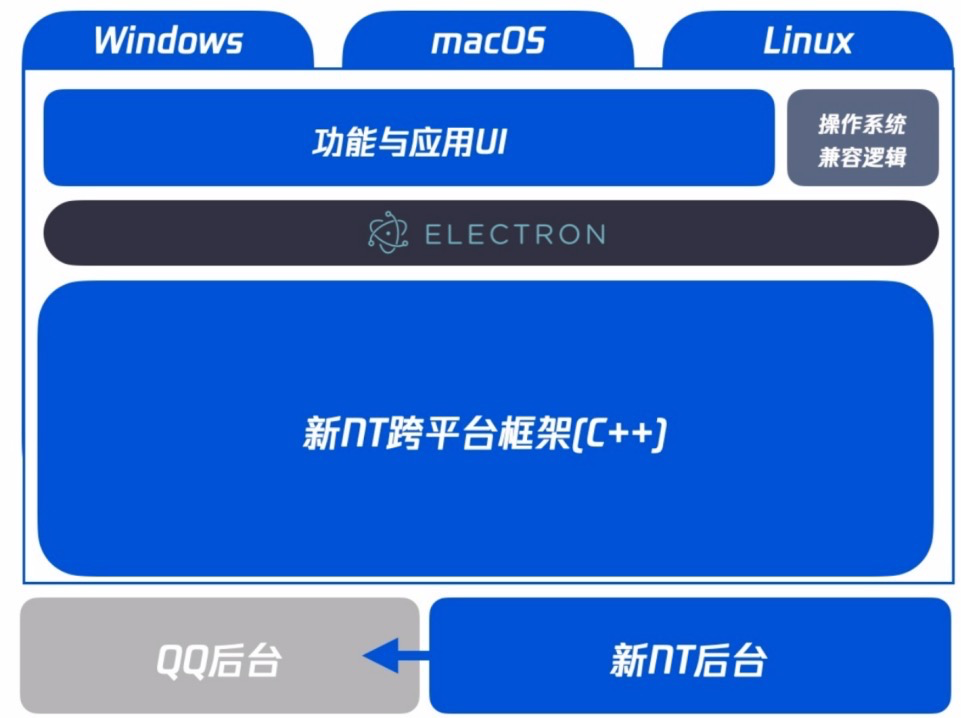 Windows
macOS
Linux
功能与应用UI
操作系统
兼容逻辑
ELECTRON
新NT跨平台框架(C++)
QQ后台
新NT后台